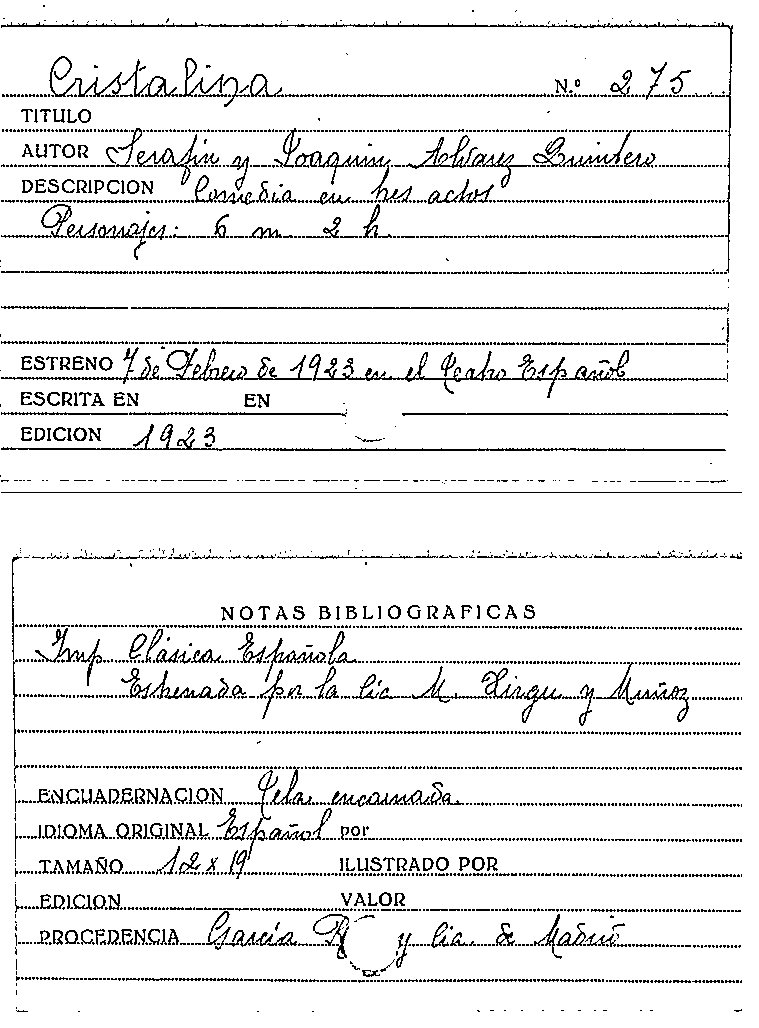 Cristalina N.º 275
TITULO
AUTOR Serafin y Joaquin Alvarez Quintero
DESCRIPCION Comedia en tres actos
Personajes: 6 m. 2 h.
ESTRENO 7 de Febrero de 1923 en el Teatro Español
ESCRITA EN EN
EDICION 1923
NOTAS BIBLIOGRAFICAS
Imp Clásica Española
Estrenada por la Cia M. Xirgu y Muñoz
ENCUADERNACION Tela encarnada.
IDIOMA ORIGINAL Español por
TAMAÑO 12 x 19 ILUSTRADO POR
EDICION VALOR
PROCEDENCIA García y Cia. de Madrid